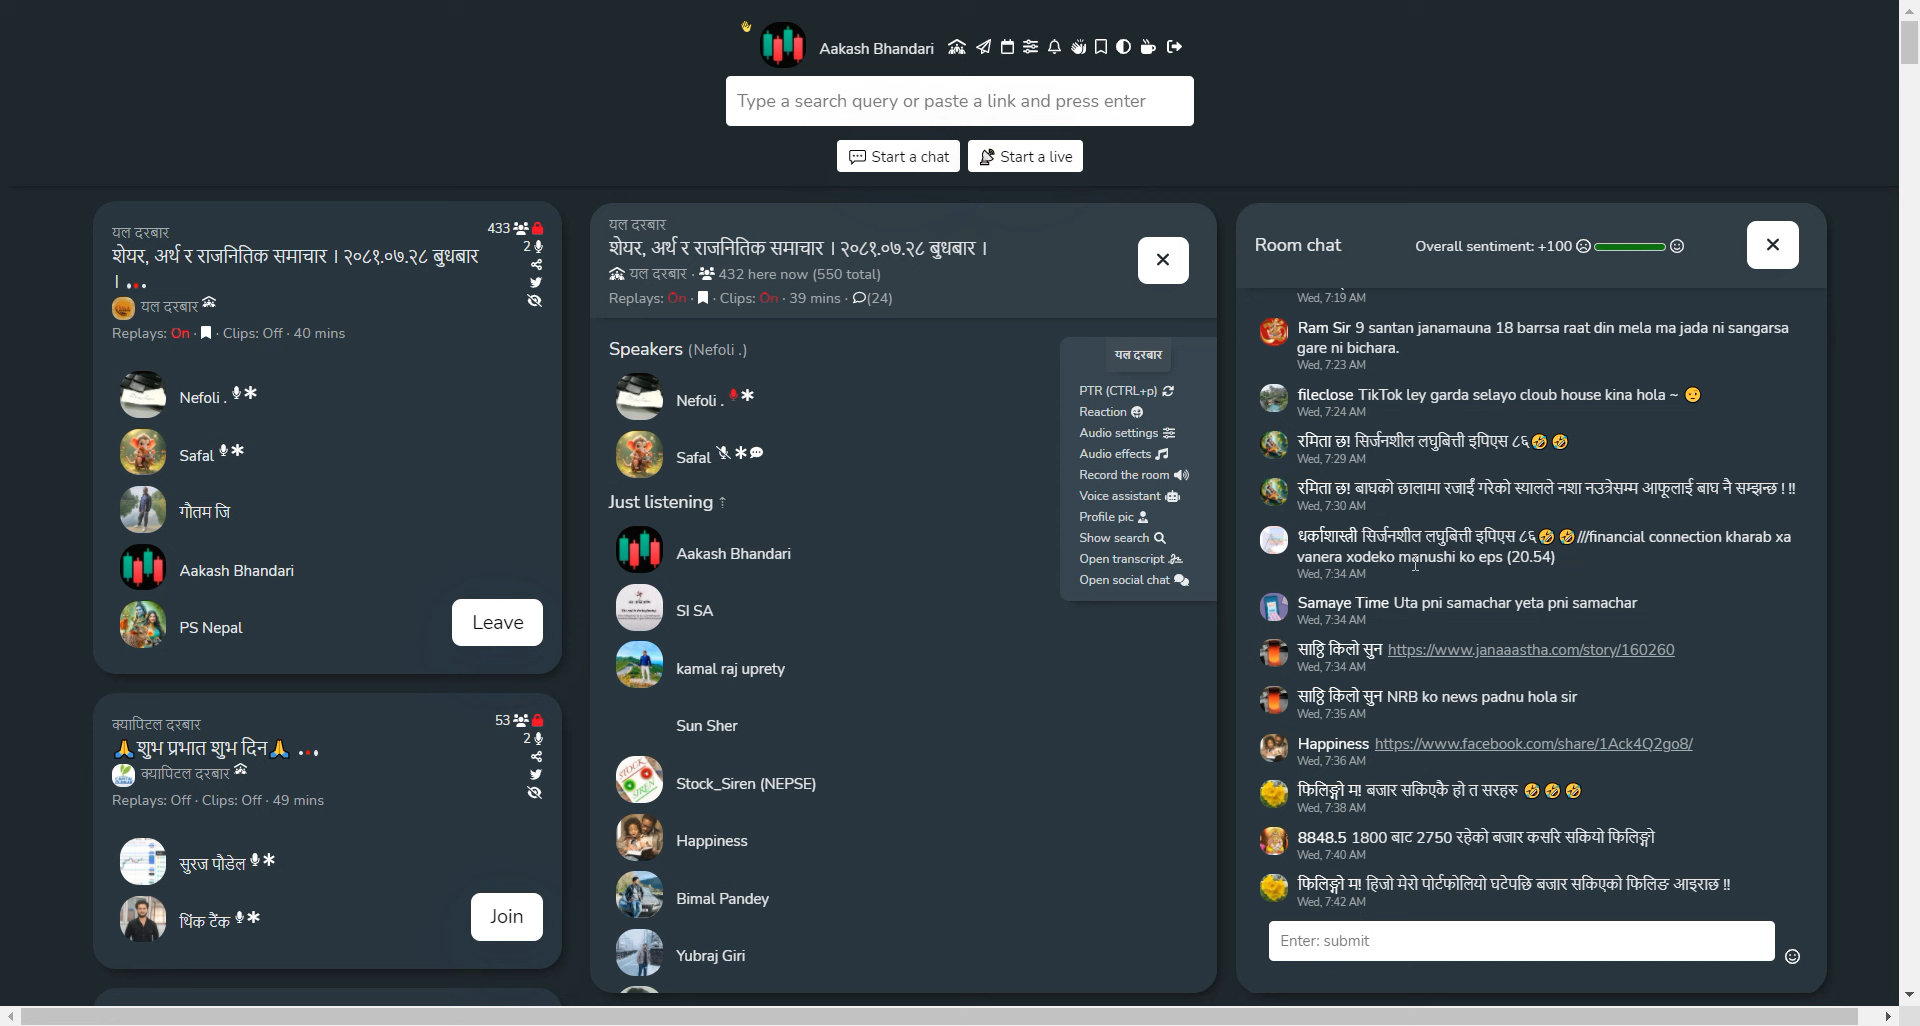 Aakash Bhandari
Type a search query or paste a link and press enter
Start a chat
Start a live
यल दरबार
433
शेयर, अर्थ र राजनितिक समाचार । २०८१.०७.२८ बुधबार
2
। ...
यल दरबार
Replays: On · Clips: Off · 40 mins
Nefoli .
Safal
गौतम जि
Aakash Bhandari
PS Nepal
Leave
क्यापिटल दरबार
53
🙏शुभ प्रभात शुभ दिन🙏 ...
2
क्यापिटल दरबार
Replays: Off · Clips: Off · 49 mins
सुरज पौडेल
थिंक टैंक
Join
यल दरबार
शेयर, अर्थ र राजनितिक समाचार । २०८१.०७.२८ बुधबार ।
यल दरबार · 432 here now (550 total)
Replays: On · Clips: On · 39 mins · (24)
Speakers (Nefoli .)
Nefoli .
Safal
Just listening ↑
Aakash Bhandari
SI SA
kamal raj uprety
Sun Sher
Stock_Siren (NEPSE)
Happiness
Bimal Pandey
Yubraj Giri
यल दरबार
PTR (CTRL+p)
Reaction
Audio settings
Audio effects
Record the room
Voice assistant
Profile pic
Show search
Open transcript
Open social chat
Room chat
Overall sentiment: +100
Wed, 7:19 AM
Ram Sir 9 santan janamauna 18 barrsa raat din mela ma jada ni sangarsa
gare ni bichara.
Wed, 7:23 AM
fileclose TikTok ley garda selayo cloub house kina hola ~ 🙂
Wed, 7:24 AM
रमिता छ! सिर्जनशील लघुबित्ती इपिएस ८६🤣 🤣
Wed, 7:29 AM
रमिता छ! बाघको छालामा रजाईं गरेको स्यालले नशा नउत्रेसम्म आफूलाई बाघ नै सम्झन्छ ! !!
Wed, 7:30 AM
धर्काशास्त्री सिर्जनशील लघुबित्ती इपिएस ८६🤣 🤣///financial connection kharab xa
vanera xodeko manushi ko eps (20.54)
Wed, 7:34 AM
Samaye Time Uta pni samachar yeta pni samachar
Wed, 7:34 AM
साठ्ठि किलो सुन https://www.janaaastha.com/story/160260
Wed, 7:34 AM
साठ्ठि किलो सुन NRB ko news padnu hola sir
Wed, 7:35 AM
Happiness https://www.facebook.com/share/1Ack4Q2go8/
Wed, 7:36 AM
फिलिङ्गो म! बजार सकिएकै हो त सरहरु 🤣 🤣 🤣
Wed, 7:38 AM
8848.5 1800 बाट 2750 रहेको बजार कसरि सकियो फिलिङ्गो
Wed, 7:40 AM
फिलिङ्गो म! हिजो मेरो पोर्टफोलियो घटेपछि बजार सकिएको फिलिङ आइराछ !!
Wed, 7:42 AM
Enter: submit